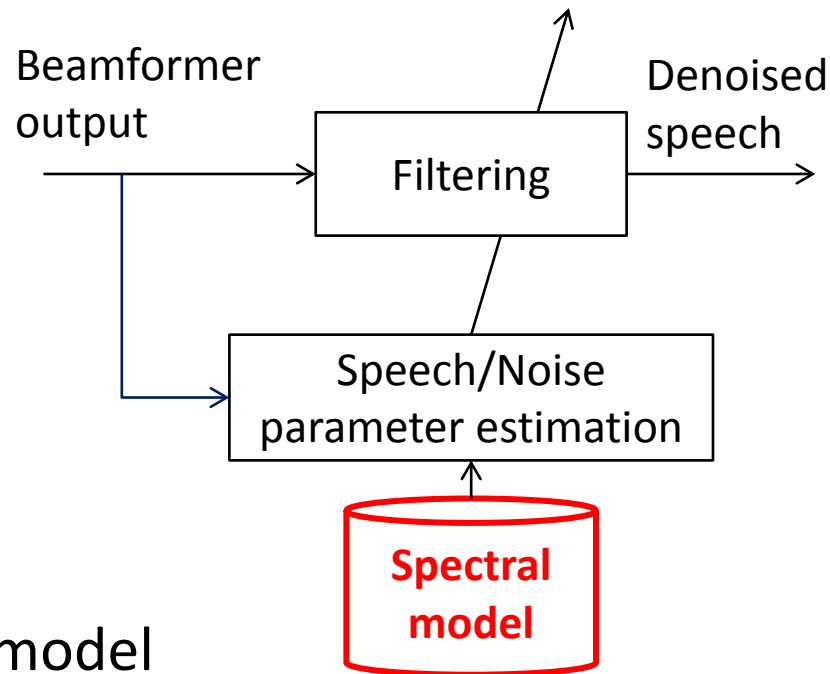 Beamformer
output
Denoised
speech
Filtering
Speech/Noise
parameter estimation
Spectral
model
model